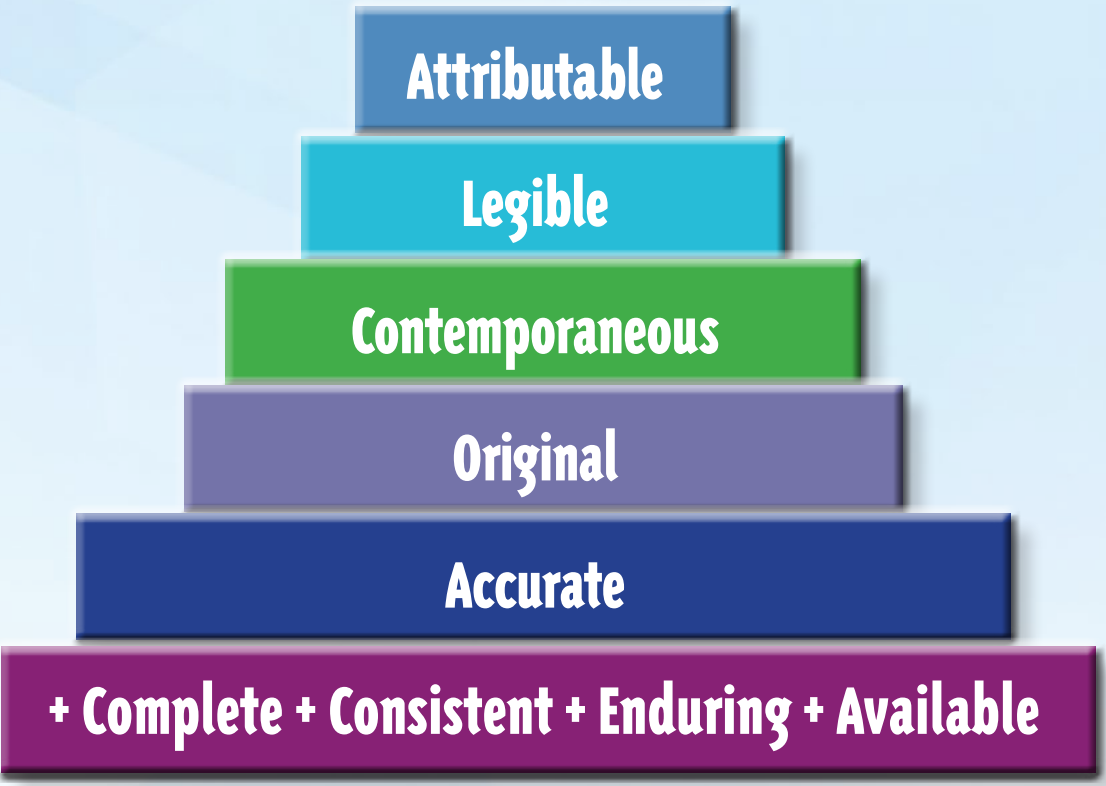 Attributable
Legible
Contemporaneous
Original
Accurate
+ Complete + Consistent + Enduring + Available